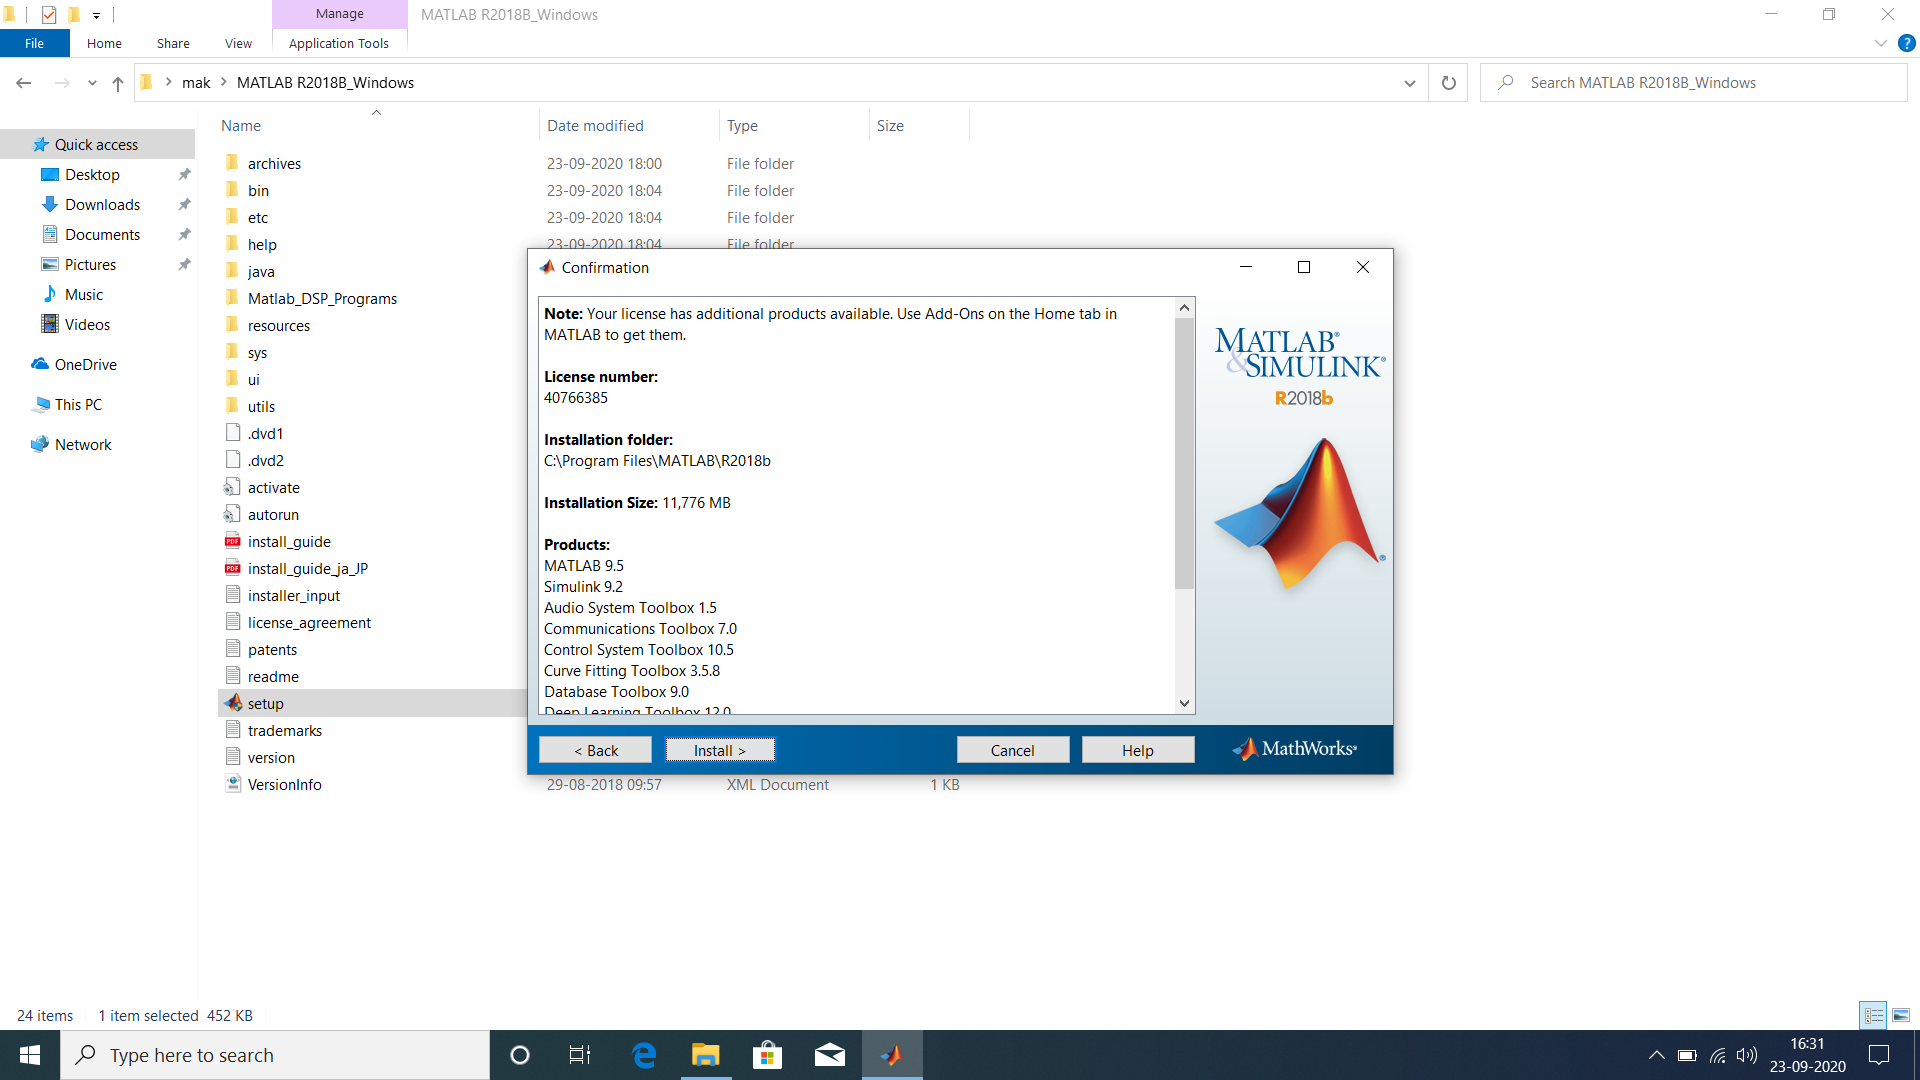 Manage
MATLAB R2018B_Windows
File
Home
Share
View
Application Tools
mak
MATLAB R2018B_Windows
Search MATLAB R2018B_Windows
Name
Date modified
Type
Size
Quick access
Desktop
Downloads
Documents
Pictures
Music
Videos
OneDrive
This PC
Network
archives 23-09-2020 18:00 File folder
bin 23-09-2020 18:04 File folder
etc 23-09-2020 18:04 File folder
help 23-09-2020 18:04 File folder
java
Matlab_DSP_Programs
resources
sys
ui
utils
.dvd1
.dvd2
activate
autorun
install_guide
install_guide_ja_JP
installer_input
license_agreement
patents
readme
setup
trademarks
version
VersionInfo 29-08-2018 09:57 XML Document 1 KB
Confirmation
Note: Your license has additional products available. Use Add-Ons on the Home tab in
MATLAB to get them.
License number:
40766385
Installation folder:
C:\Program Files\MATLAB\R2018b
Installation Size: 11,776 MB
Products:
MATLAB 9.5
Simulink 9.2
Audio System Toolbox 1.5
Communications Toolbox 7.0
Control System Toolbox 10.5
Curve Fitting Toolbox 3.5.8
Database Toolbox 9.0
Deep Learning Toolbox 12.0
MATLAB®
&SIMULINK®
R2018b
®
< Back
Install >
Cancel
Help
MathWorks®
24 items
1 item selected 452 KB
Type here to search
16:31
23-09-2020